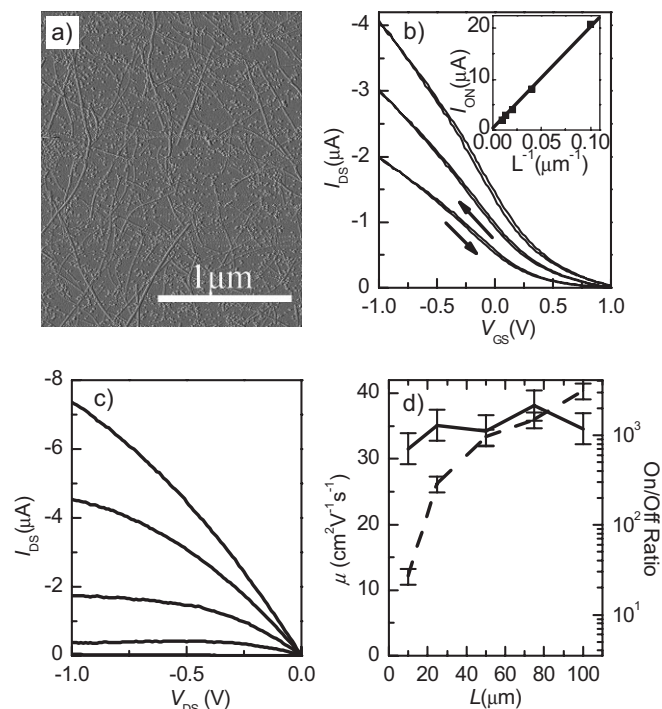 a)
1µm
b)
I_DS(µA)
-4
-3
-2
-1
0
-1.0
-0.5
0.0
0.5
1.0
V_GS(V)
I_ON(µA)
20
10
0
0.00
0.05
0.10
L⁻¹(µm⁻¹)
c)
I_DS(µA)
-8
-6
-4
-2
0
-1.0
-0.5
0.0
V_DS(V)
d)
µ (cm²V⁻¹s⁻¹)
40
30
20
10
0
0
20
40
60
80
100
L(µm)
10³
10²
10¹
On/Off Ratio